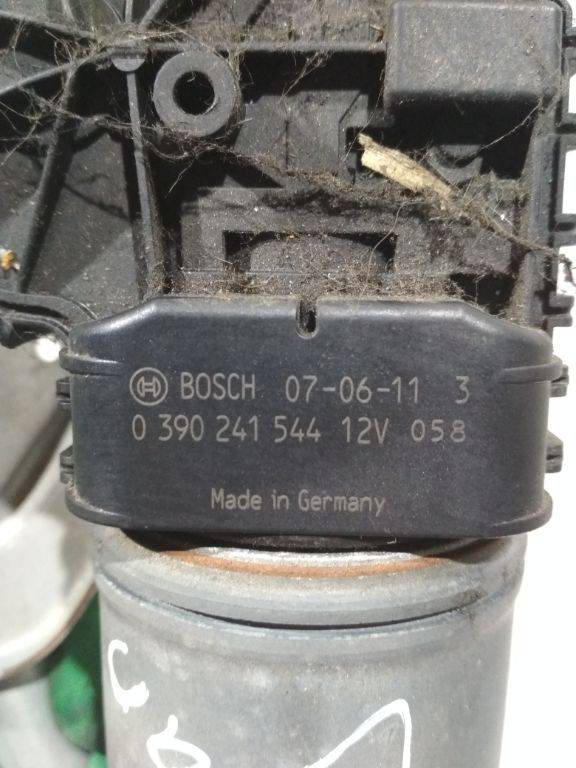 BOSCH 07-06-11 3
0 390 241 544 12V 058
Made in Germany